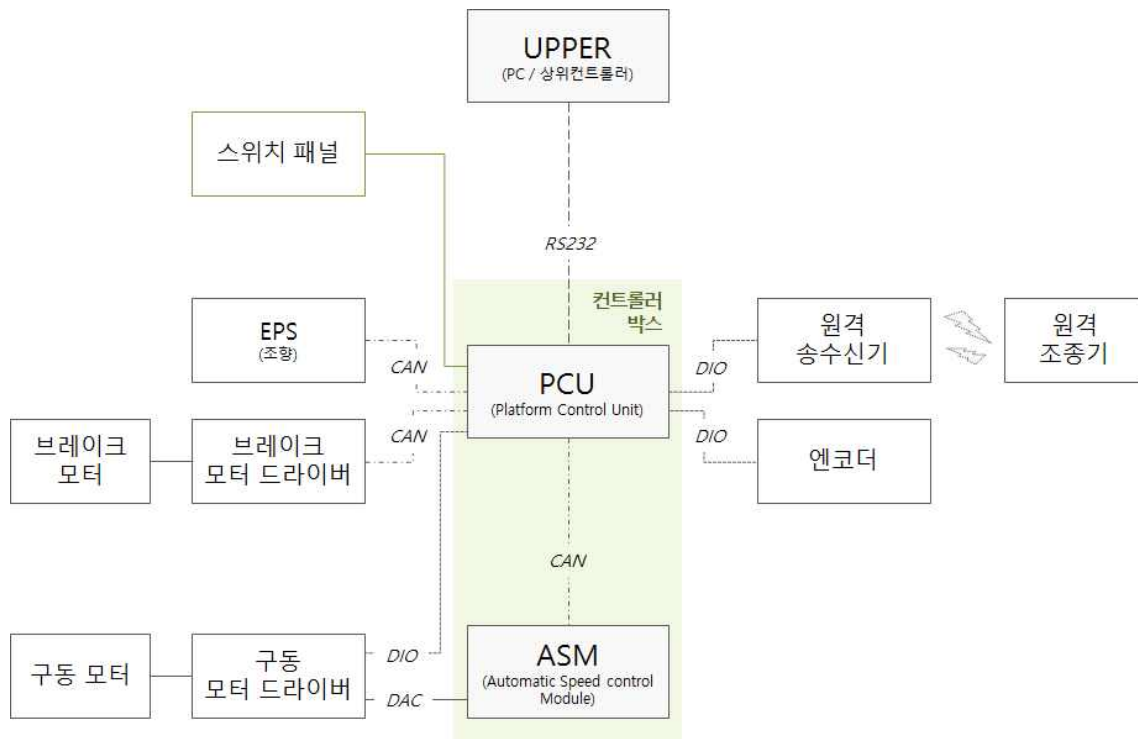 UPPER
(PC / 상위컨트롤러)
스위치 패널
RS232
컨트롤러
박스
EPS
(조향)
CAN
PCU
(Platform Control Unit)
DIO
원격
송수신기
원격
조종기
브레이크
모터
브레이크
모터 드라이버
CAN
DIO
엔코더
CAN
구동 모터
구동
모터 드라이버
DIO
DAC
ASM
(Automatic Speed control
Module)